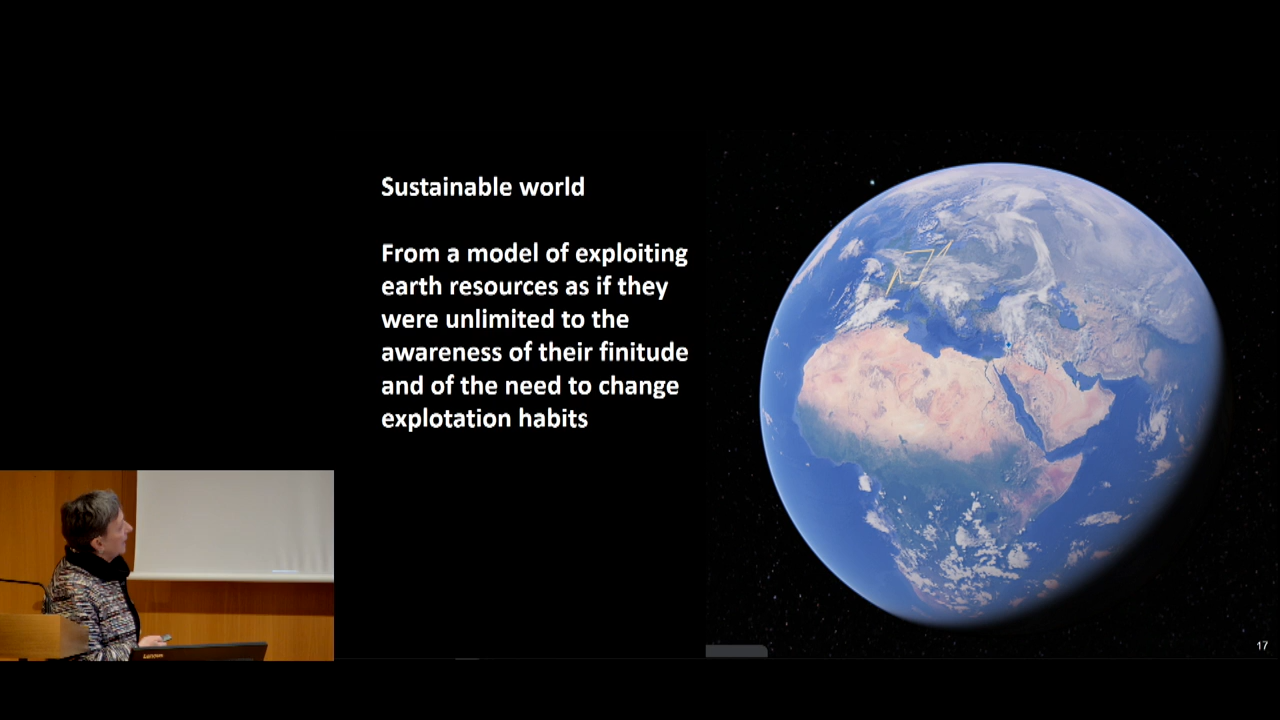 Sustainable world
From a model of exploiting
earth resources as if they
were unlimited to the
awareness of their finitude
and of the need to change
explotation habits
Lenovo
17